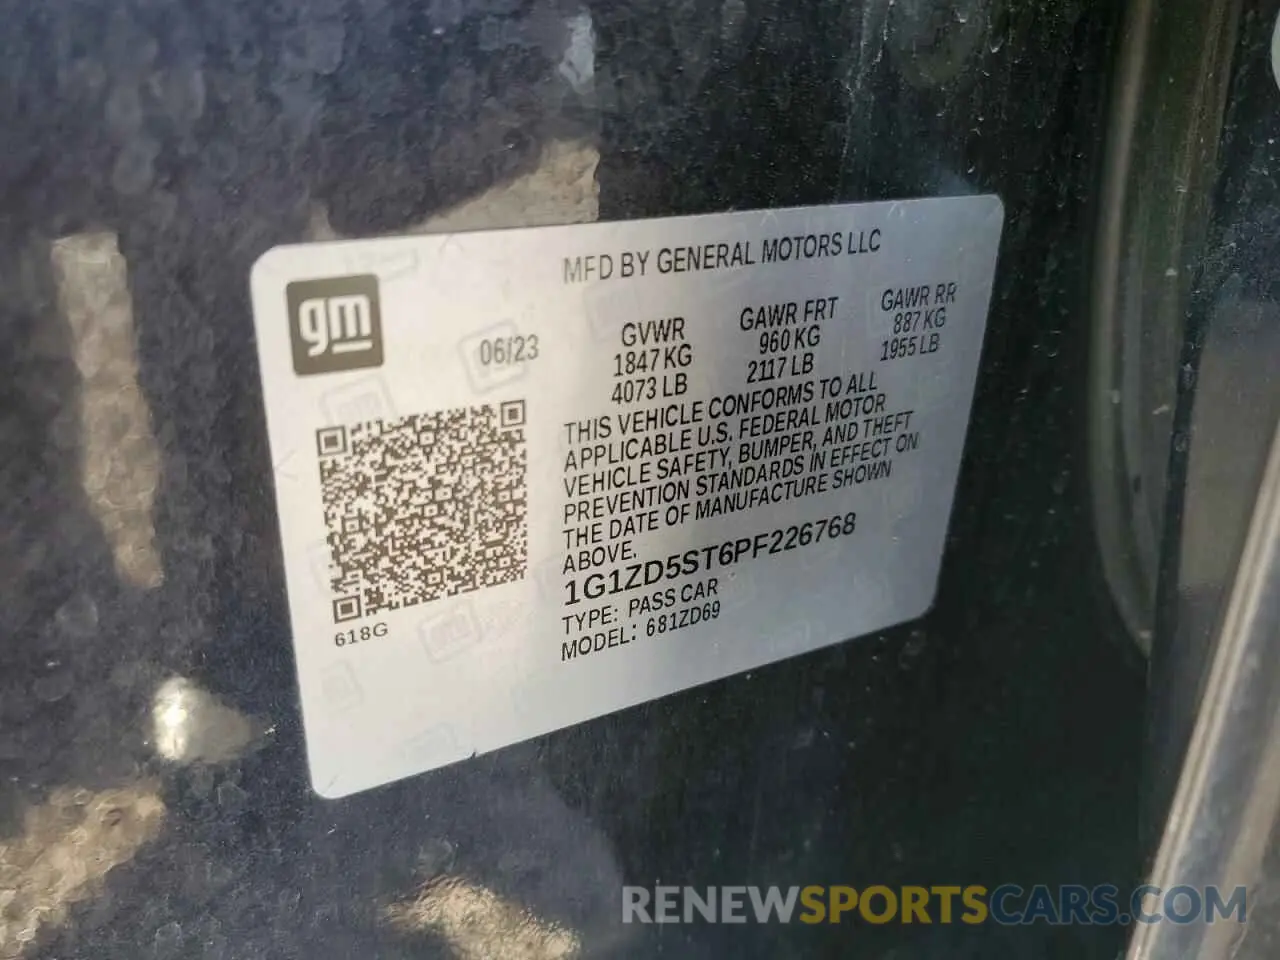 MFD BY GENERAL MOTORS LLC
gm
06/23
GVWR GAWR FRT GAWR RR
1847 KG 960 KG 887 KG
4073 LB 2117 LB 1955 LB
THIS VEHICLE CONFORMS TO ALL
APPLICABLE U.S. FEDERAL MOTOR
VEHICLE SAFETY, BUMPER, AND THEFT
PREVENTION STANDARDS IN EFFECT ON
THE DATE OF MANUFACTURE SHOWN
ABOVE.
1G1ZD5ST6PF226768
TYPE: PASS CAR
MODEL: 681ZD69
618G
RENEWSPORTSCARS.COM